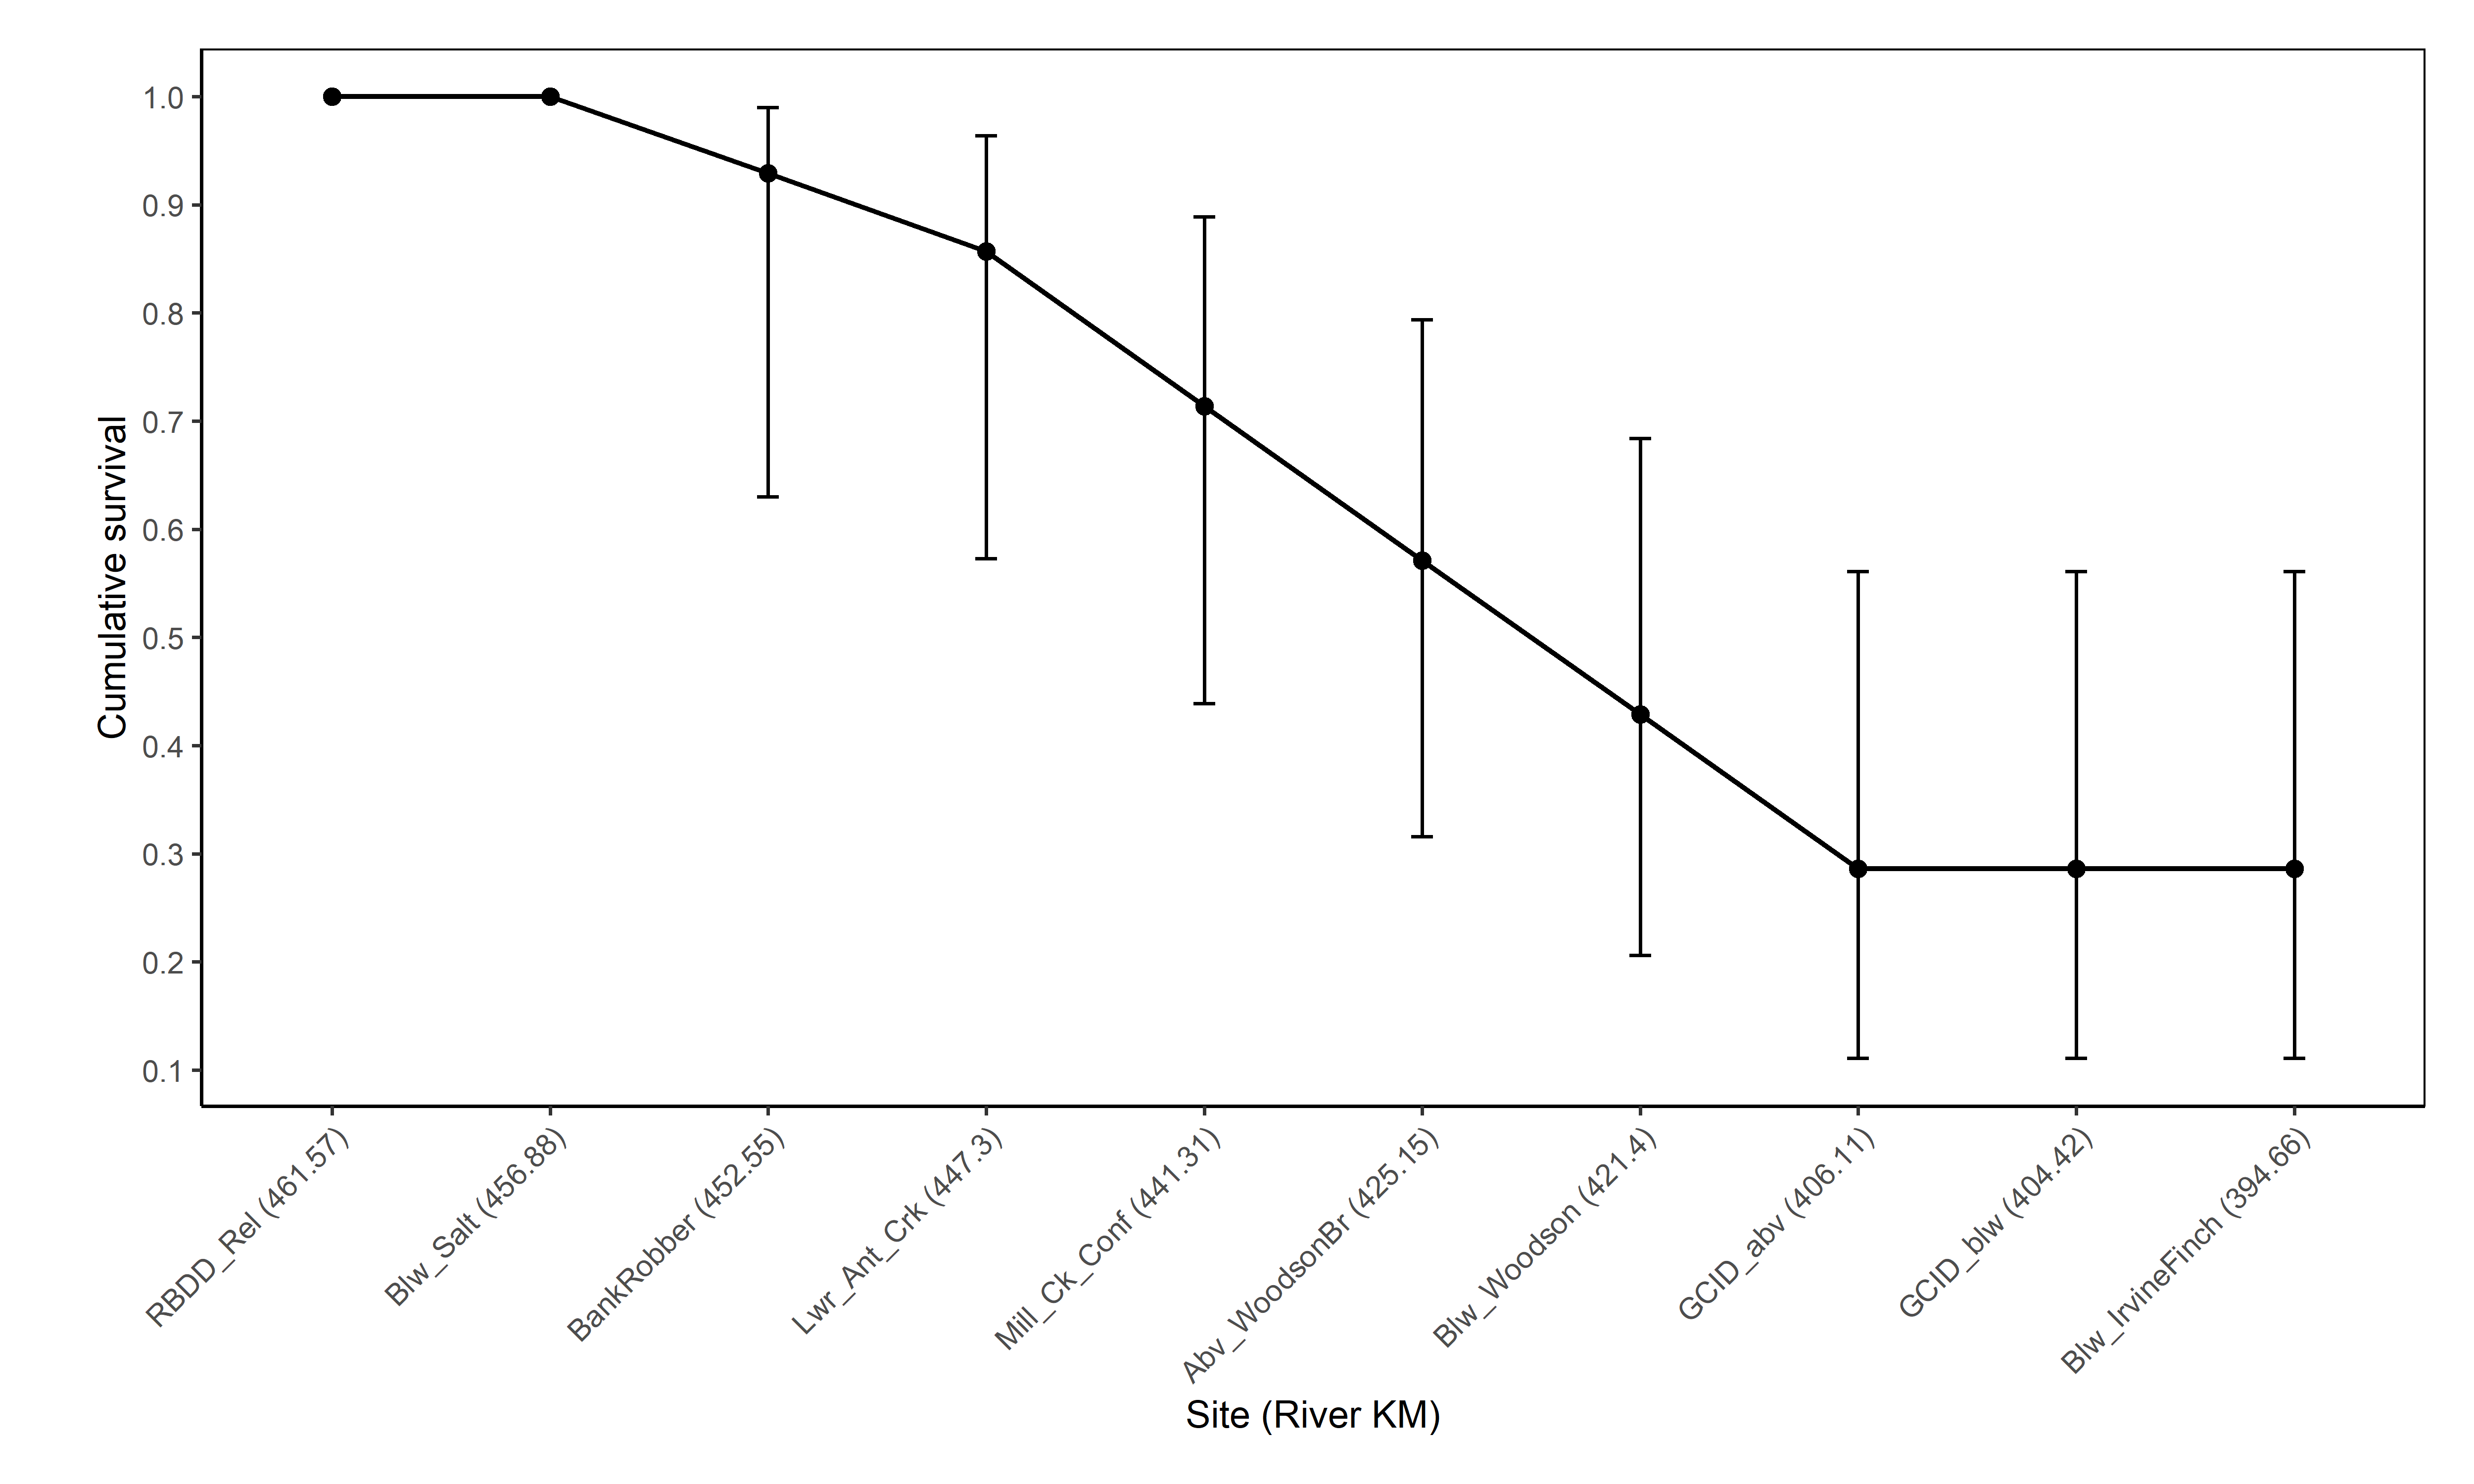 Cumulative survival
1.0
0.9
0.8
0.7
0.6
0.5
0.4
0.3
0.2
0.1
RBDD_Rel (461.57)
Blw_Salt (456.88)
BankRobber (452.55)
Lwr_Ant_Crk (447.3)
Mill_Ck_Conf (441.31)
Abv_WoodsonBr (425.15)
Blw_Woodson (421.4)
GCID_abv (406.11)
GCID_blw (404.42)
Blw_IrvineFinch (394.66)
Site (River KM)